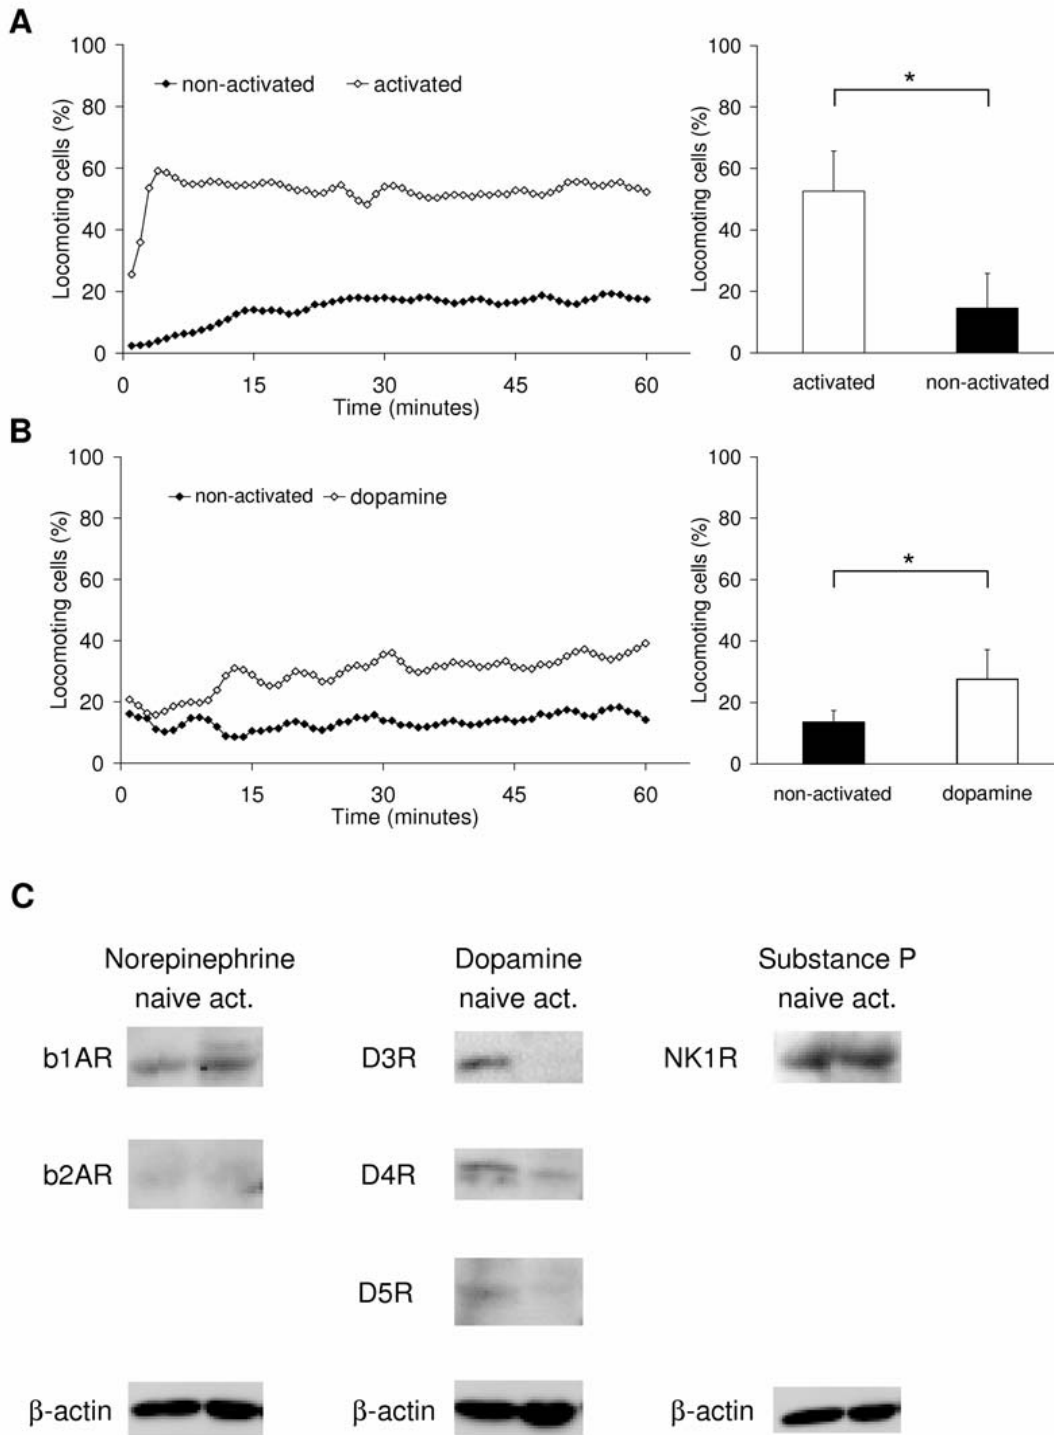 A
Locomoting cells (%)
100
80
60
40
20
0
non-activated activated
0 15 30 45 60
Time (minutes)
Locomoting cells (%)
100
80
60
40
20
0
*
activated non-activated
B
Locomoting cells (%)
100
80
60
40
20
0
non-activated dopamine
0 15 30 45 60
Time (minutes)
Locomoting cells (%)
100
80
60
40
20
0
*
non-activated dopamine
C
Norepinephrine
naive act.
b1AR
b2AR
β-actin
Dopamine
naive act.
D3R
D4R
D5R
β-actin
Substance P
naive act.
NK1R
β-actin